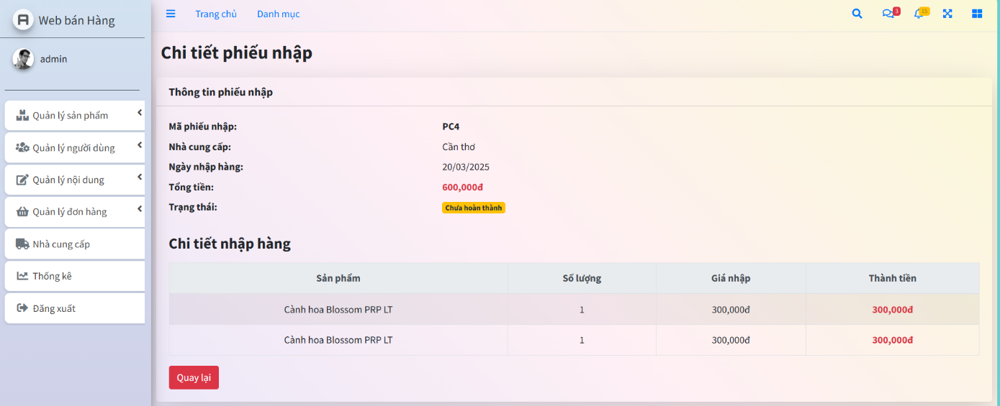 Web bán Hàng
admin
Quản lý sản phẩm
Quản lý người dùng
Quản lý nội dung
Quản lý đơn hàng
Nhà cung cấp
Thống kê
Đăng xuất
Trang chủ Danh mục 3 15
Chi tiết phiếu nhập
Thông tin phiếu nhập
Mã phiếu nhập: PC4
Nhà cung cấp: Cần thơ
Ngày nhập hàng: 20/03/2025
Tổng tiền: 600,000đ
Trạng thái: Chưa hoàn thành
Chi tiết nhập hàng
Sản phẩm Số lượng Giá nhập Thành tiền
Cành hoa Blossom PRP LT 1 300,000đ 300,000đ
Cành hoa Blossom PRP LT 1 300,000đ 300,000đ
Quay lại